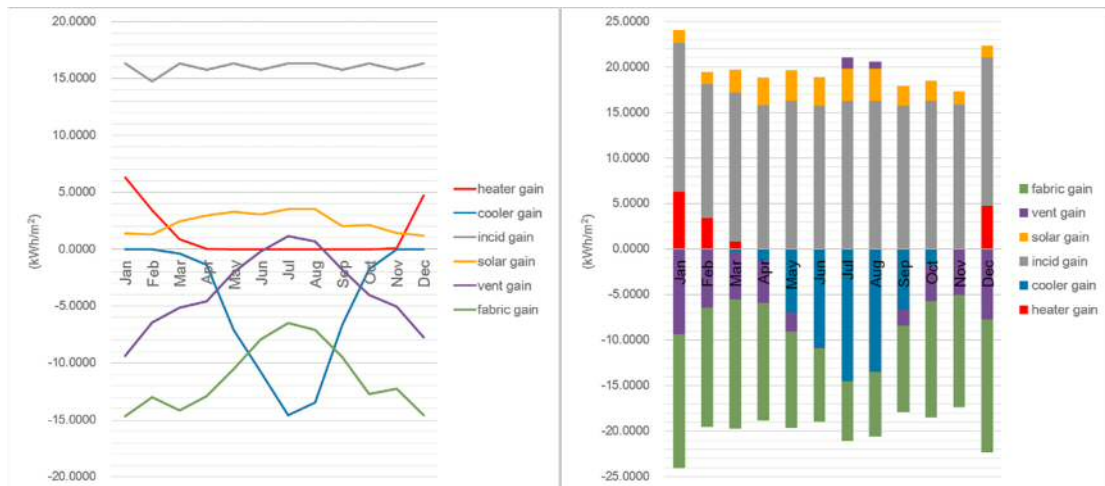 20.0000
15.0000
10.0000
5.0000
0.0000
-5.0000
-10.0000
-15.0000
-20.0000
(kWh/m²)
Jan
Feb
Mar
Apr
May
Jun
Jul
Aug
Sep
Oct
Nov
Dec
heater gain
cooler gain
incid gain
solar gain
vent gain
fabric gain
25.0000
20.0000
15.0000
10.0000
5.0000
0.0000
-5.0000
-10.0000
-15.0000
-20.0000
-25.0000
(kWh/m²)
Jan
Feb
Mar
Apr
May
Jun
Jul
Aug
Sep
Oct
Nov
Dec
fabric gain
vent gain
solar gain
incid gain
cooler gain
heater gain